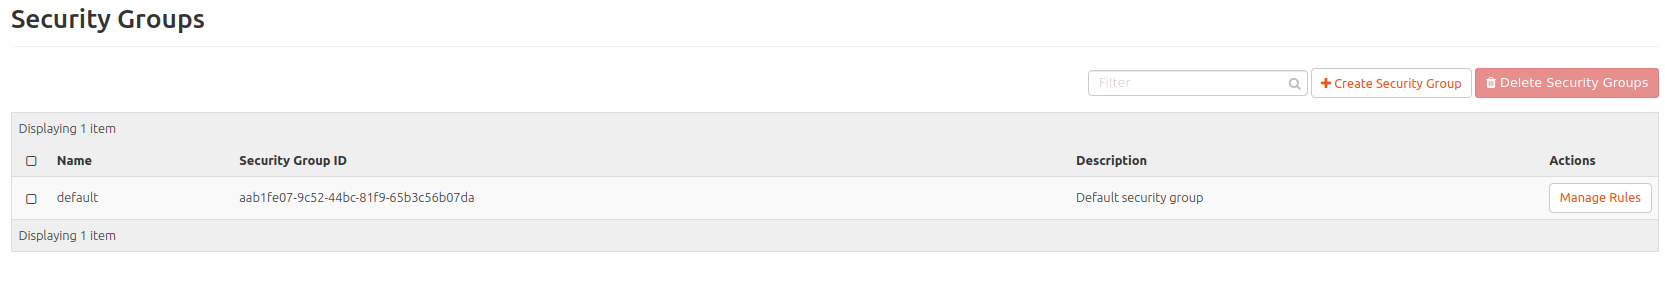 Security Groups
Filter
Create Security Group
Delete Security Groups
Displaying 1 item
Name Security Group ID Description Actions
default aab1fe07-9c52-44bc-81f9-65b3c56b07da Default security group Manage Rules
Displaying 1 item